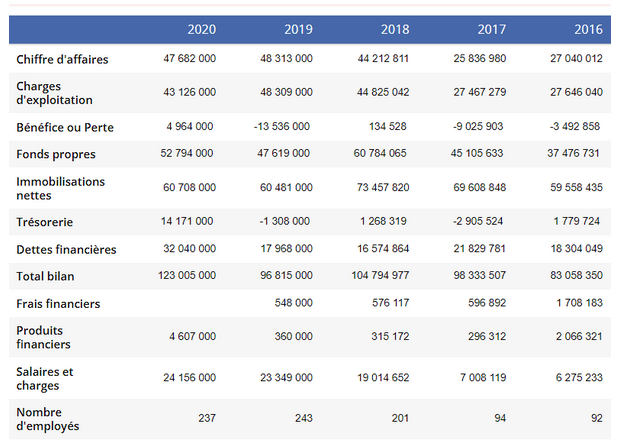 2020 2019 2018 2017 2016
Chiffre d'affaires 47 682 000 48 313 000 44 212 811 25 836 980 27 040 012
Charges
d'exploitation 43 126 000 48 309 000 44 825 042 27 467 279 27 646 040
Bénéfice ou Perte 4 964 000 -13 536 000 134 528 -9 025 903 -3 492 858
Fonds propres 52 794 000 47 619 000 60 784 065 45 105 633 37 476 731
Immobilisations
nettes 60 708 000 60 481 000 73 457 820 69 608 848 59 558 435
Trésorerie 14 171 000 -1 308 000 1 268 319 -2 905 524 1 779 724
Dettes financières 32 040 000 17 968 000 16 574 864 21 829 781 18 304 049
Total bilan 123 005 000 96 815 000 104 794 977 98 333 507 83 058 350
Frais financiers 548 000 576 117 596 892 1 708 183
Produits
financiers 4 607 000 360 000 315 172 296 312 2 066 321
Salaires et
charges 24 156 000 23 349 000 19 014 652 7 008 119 6 275 233
Nombre
d'employés 237 243 201 94 92